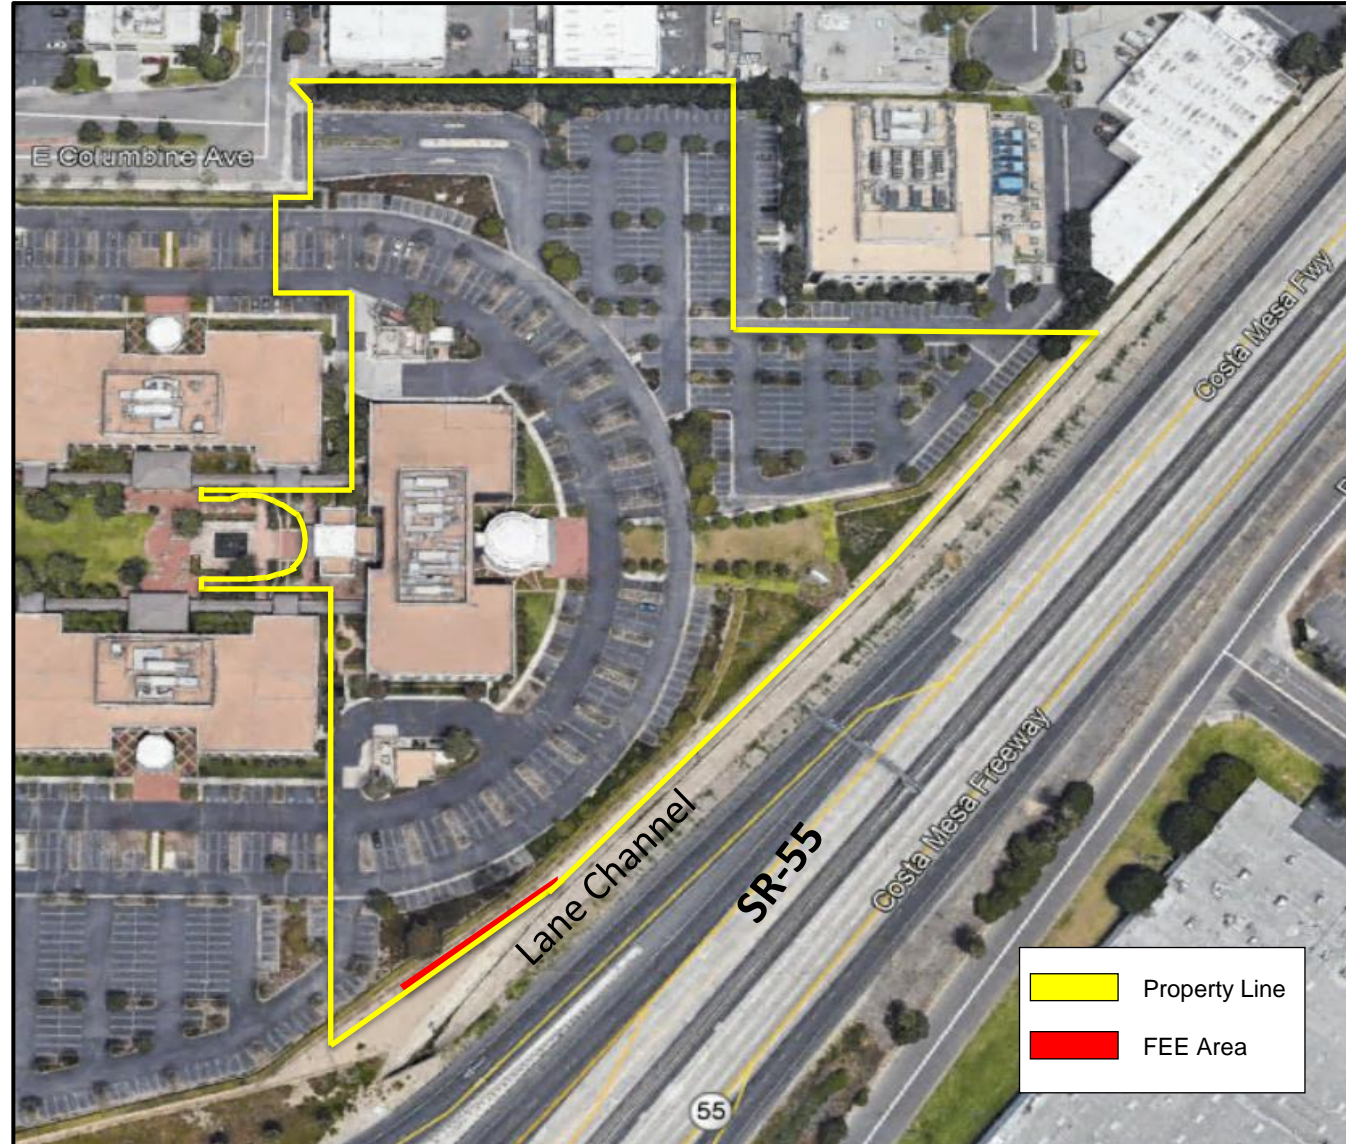 E Columbine Ave
Costa Mesa Fwy
Lane Channel
SR-55
Costa Mesa Freeway
Property Line
FEE Area
55